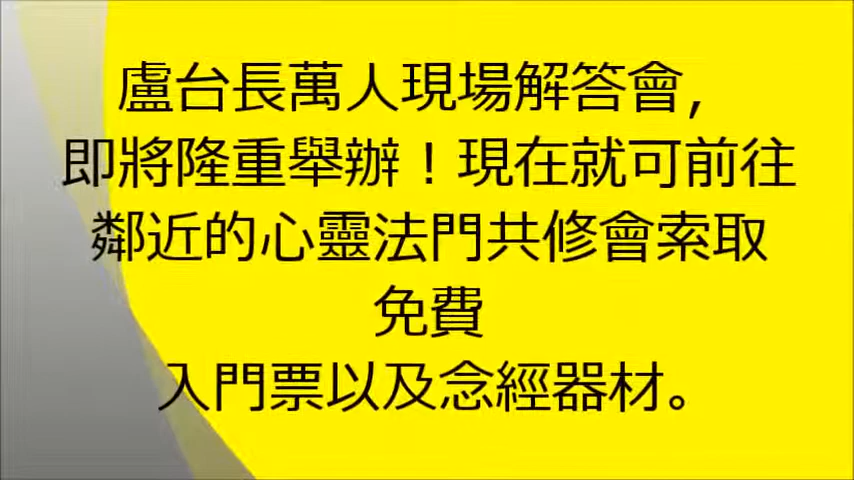 盧台長萬人現場解答會，
即將隆重舉辦！現在就可前往
鄰近的心靈法門共修會索取
免費
入門票以及念經器材。